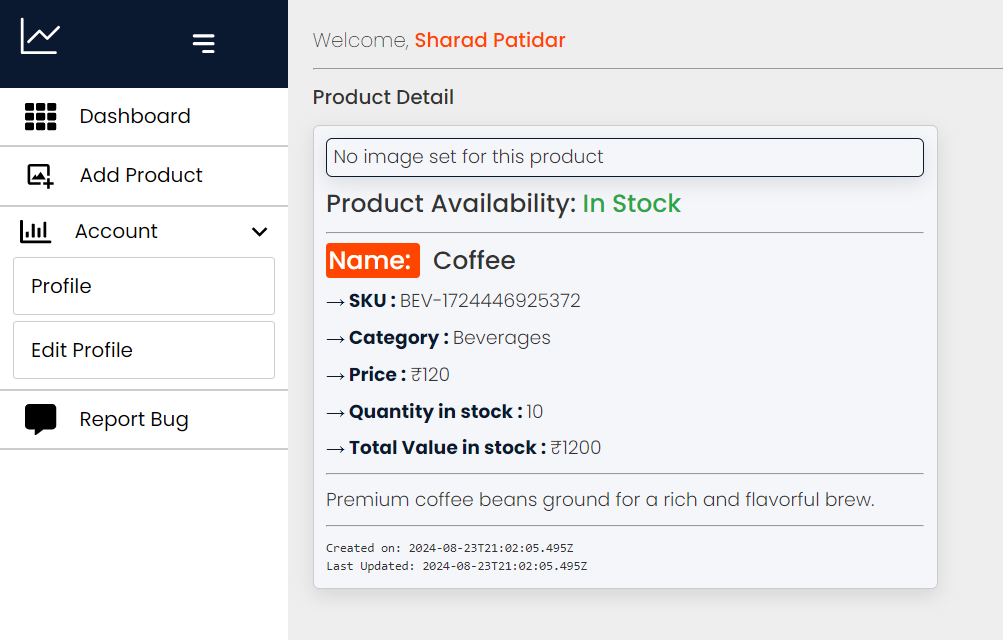 Welcome, Sharad Patidar
Dashboard
Add Product
Account
Profile
Edit Profile
Report Bug
Product Detail
No image set for this product
Product Availability: In Stock
Name: Coffee
→ SKU : BEV-1724446925372
→ Category : Beverages
→ Price : ₹120
→ Quantity in stock : 10
→ Total Value in stock : ₹1200
Premium coffee beans ground for a rich and flavorful brew.
Created on: 2024-08-23T21:02:05.495Z
Last Updated: 2024-08-23T21:02:05.495Z